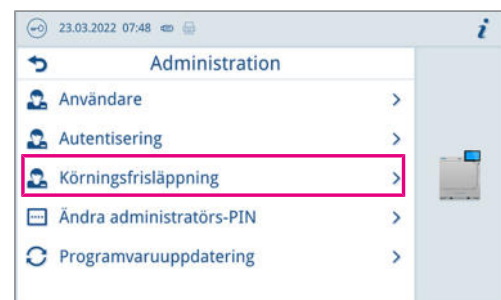 23.03.2022 07:48
Administration
Användare
Autentisering
Körningsfrisläppning
Ändra administratörs-PIN
Programvaruuppdatering